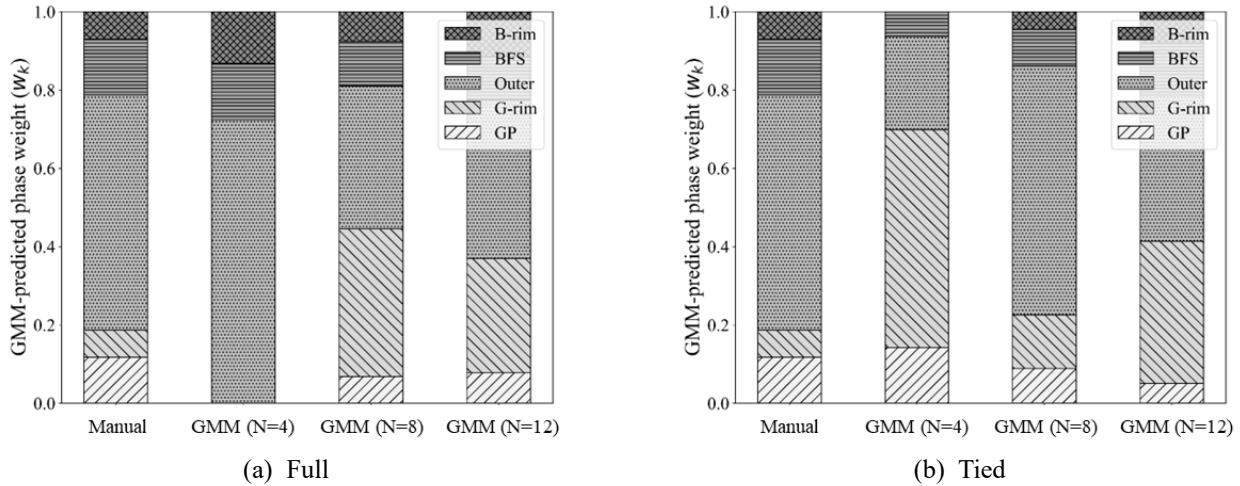 GMM-predicted phase weight (wₖ)
1.0
0.8
0.6
0.4
0.2
0.0
B-rim
BFS
Outer
G-rim
GP
Manual GMM (N=4) GMM (N=8) GMM (N=12)
(a) Full
GMM-predicted phase weight (wₖ)
1.0
0.8
0.6
0.4
0.2
0.0
B-rim
BFS
Outer
G-rim
GP
Manual GMM (N=4) GMM (N=8) GMM (N=12)
(b) Tied